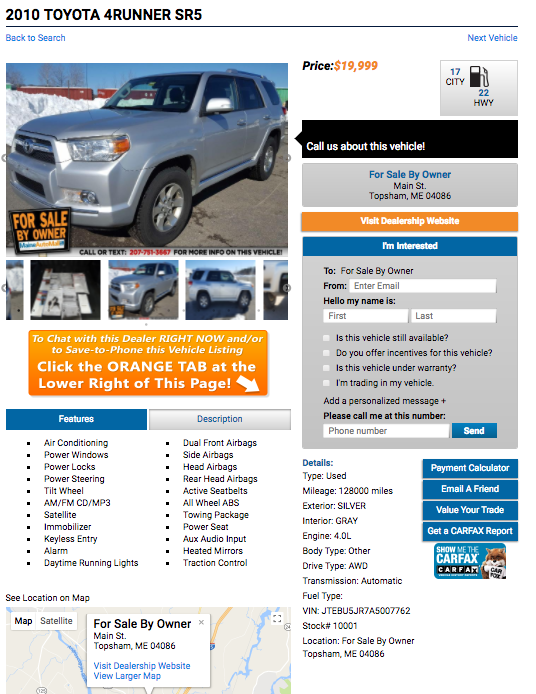 2010 TOYOTA 4RUNNER SR5
Back to Search
Next Vehicle
Price:$19,999
17
CITY
22
HWY
Call us about this vehicle!
For Sale By Owner
Main St.
Topsham, ME 04086
Visit Dealership Website
I'm Interested
To: For Sale By Owner
From: Enter Email
Hello my name is:
First
Last
Is this vehicle still available?
Do you offer incentives for this vehicle?
Is this vehicle under warranty?
I'm trading in my vehicle.
Add a personalized message +
Please call me at this number:
Phone number
Send
FOR SALE
BY OWNER
MaineAutoMall
CALL OR TEXT: 207-751-3667 FOR MORE INFO ON THIS VEHICLE!
To Chat with this Dealer RIGHT NOW and/or
to Save-to-Phone this Vehicle Listing
Click the ORANGE TAB at the
Lower Right of This Page!
Features
Description
Air Conditioning
Power Windows
Power Locks
Power Steering
Tilt Wheel
AM/FM CD/MP3
Satellite
Immobilizer
Keyless Entry
Alarm
Daytime Running Lights
Dual Front Airbags
Side Airbags
Head Airbags
Rear Head Airbags
Active Seatbelts
All Wheel ABS
Towing Package
Power Seat
Aux Audio Input
Heated Mirrors
Traction Control
Details:
Type: Used
Mileage: 128000 miles
Exterior: SILVER
Interior: GRAY
Engine: 4.0L
Body Type: Other
Drive Type: AWD
Transmission: Automatic
Fuel Type:
VIN: JTEBU5JR7A5007762
Stock# 10001
Location: For Sale By Owner
Topsham, ME 04086
Payment Calculator
Email A Friend
Value Your Trade
Get a CARFAX Report
SHOW ME THE
CARFAX
CARFAX
CAR FOX
See Location on Map
Map
Satellite
For Sale By Owner
Main St.
Topsham, ME 04086
Visit Dealership Website
View Larger Map
123
24